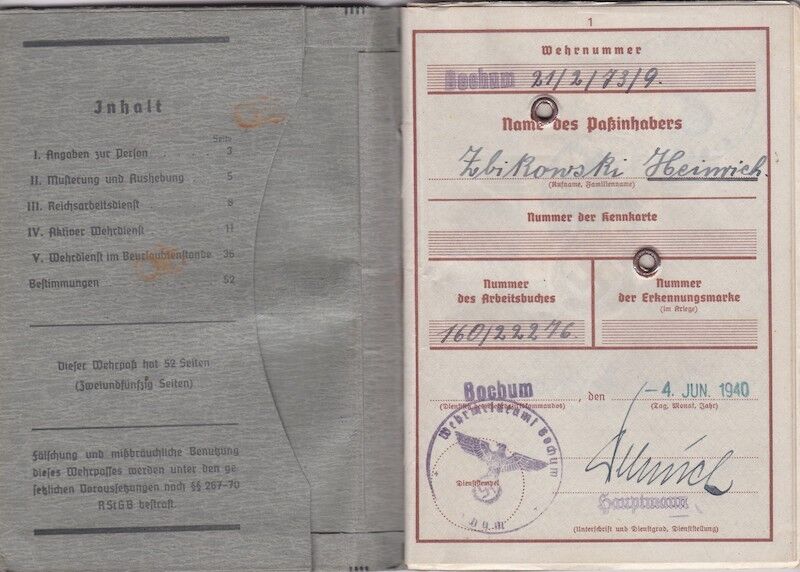 Inhalt
Seite
I. Angaben zur Person . . 3
II. Musterung und Aushebung . 5
III. Reichsarbeitsdienst . . 8
IV. Aktiver Wehrdienst . . 11
V. Wehrdienst im Beurlaubtenstande 36
Bestimmungen . . . 52
Dieser Wehrpaß hat 52 Seiten
(Zweiundfünfzig Seiten)
Fälschung und mißbräuchliche Benutzung
dieses Wehrpasses werden unter den ge-
setzlichen Voraussetzungen nach §§ 267-70
RStGB bestraft
1
Wehrnummer
Bochum 21/2/73/9.
Name des Paßinhabers
Zbikowski Heinrich.
(Rufname, Familienname)
Nummer der Kennkarte
Nummer
des Arbeitsbuches
160/22276.
Nummer
der Erkennungsmarke
(im Kriege)
Bochum, den -4. JUN. 1940
(Tag, Monat, Jahr)
Wehrmeldeamt Bochum
Dienststempel
Hauptmann
(Unterschrift und Dienstgrad, Dienststellung)